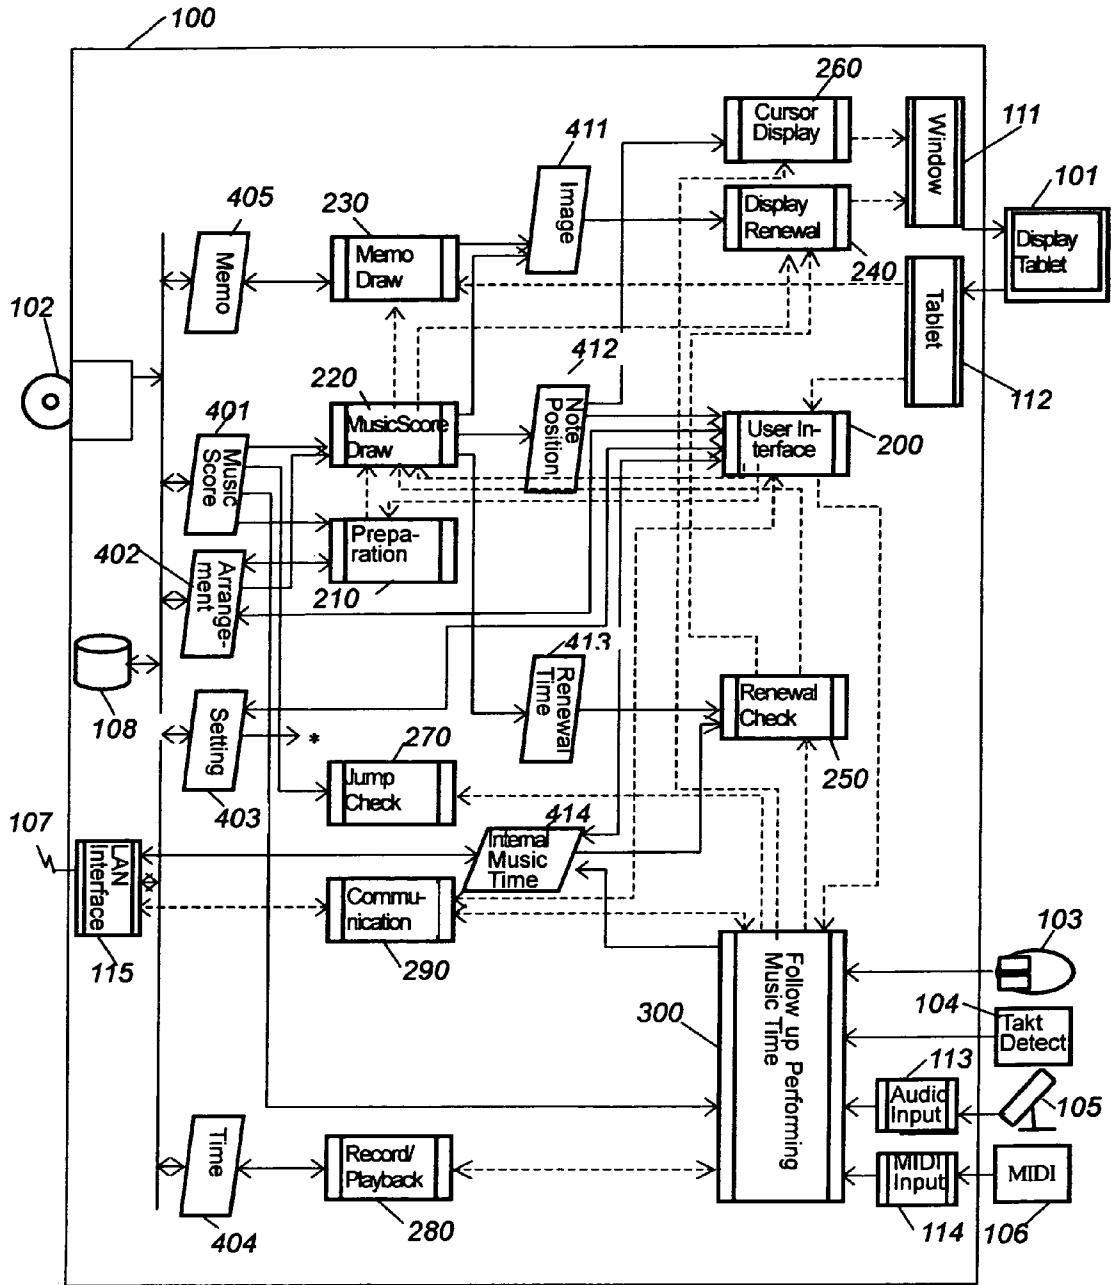 100
260
Cursor
Display
411
Image
111
Window
101
Display
Tablet
405
Memo
230
Memo
Draw
Display
Renewal
240
Tablet
102
412
Note
Position
112
220
MusicScore
Draw
401
Music
Score
User In-
terface
200
402
Arrange-
ment
Prepa-
ration
210
413
Renewal
Time
108
Setting
*
403
270
Jump
Check
Renewal
Check
250
414
Internal
Music
Time
107
LAN
Interface
115
Commu-
nication
290
103
300
Follow up Performing
Music Time
104
Takt
Detect
113
Audio
Input
105
Time
404
Record/
Playback
280
MIDI
Input
114
MIDI
106